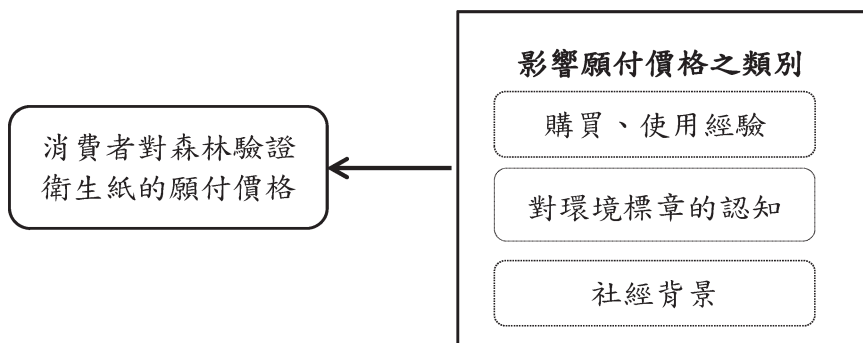 影響願付價格之類別
購買、使用經驗
消費者對森林驗證
衛生紙的願付價格
對環境標章的認知
社經背景